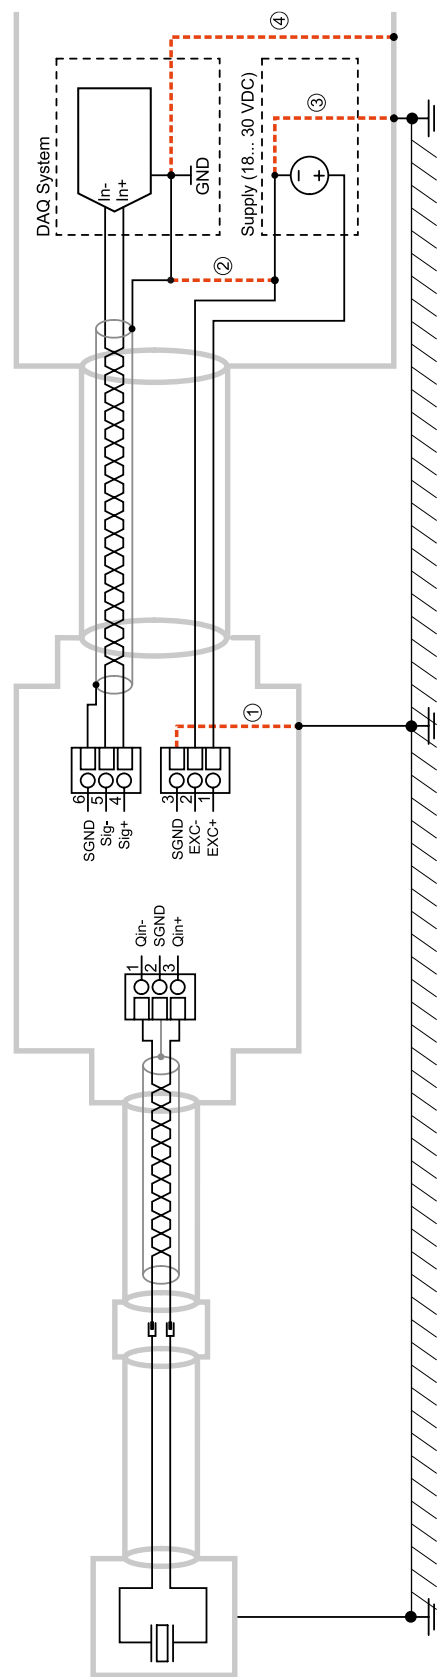 ④
③
Supply (18... 30 VDC)
DAQ System
In-
In+
GND
- +
②
①
6
5
4
SGND
Sig-
Sig+
3
2
1
SGND
EXC-
EXC+
Qin-
SGND
Qin+
1
2
3